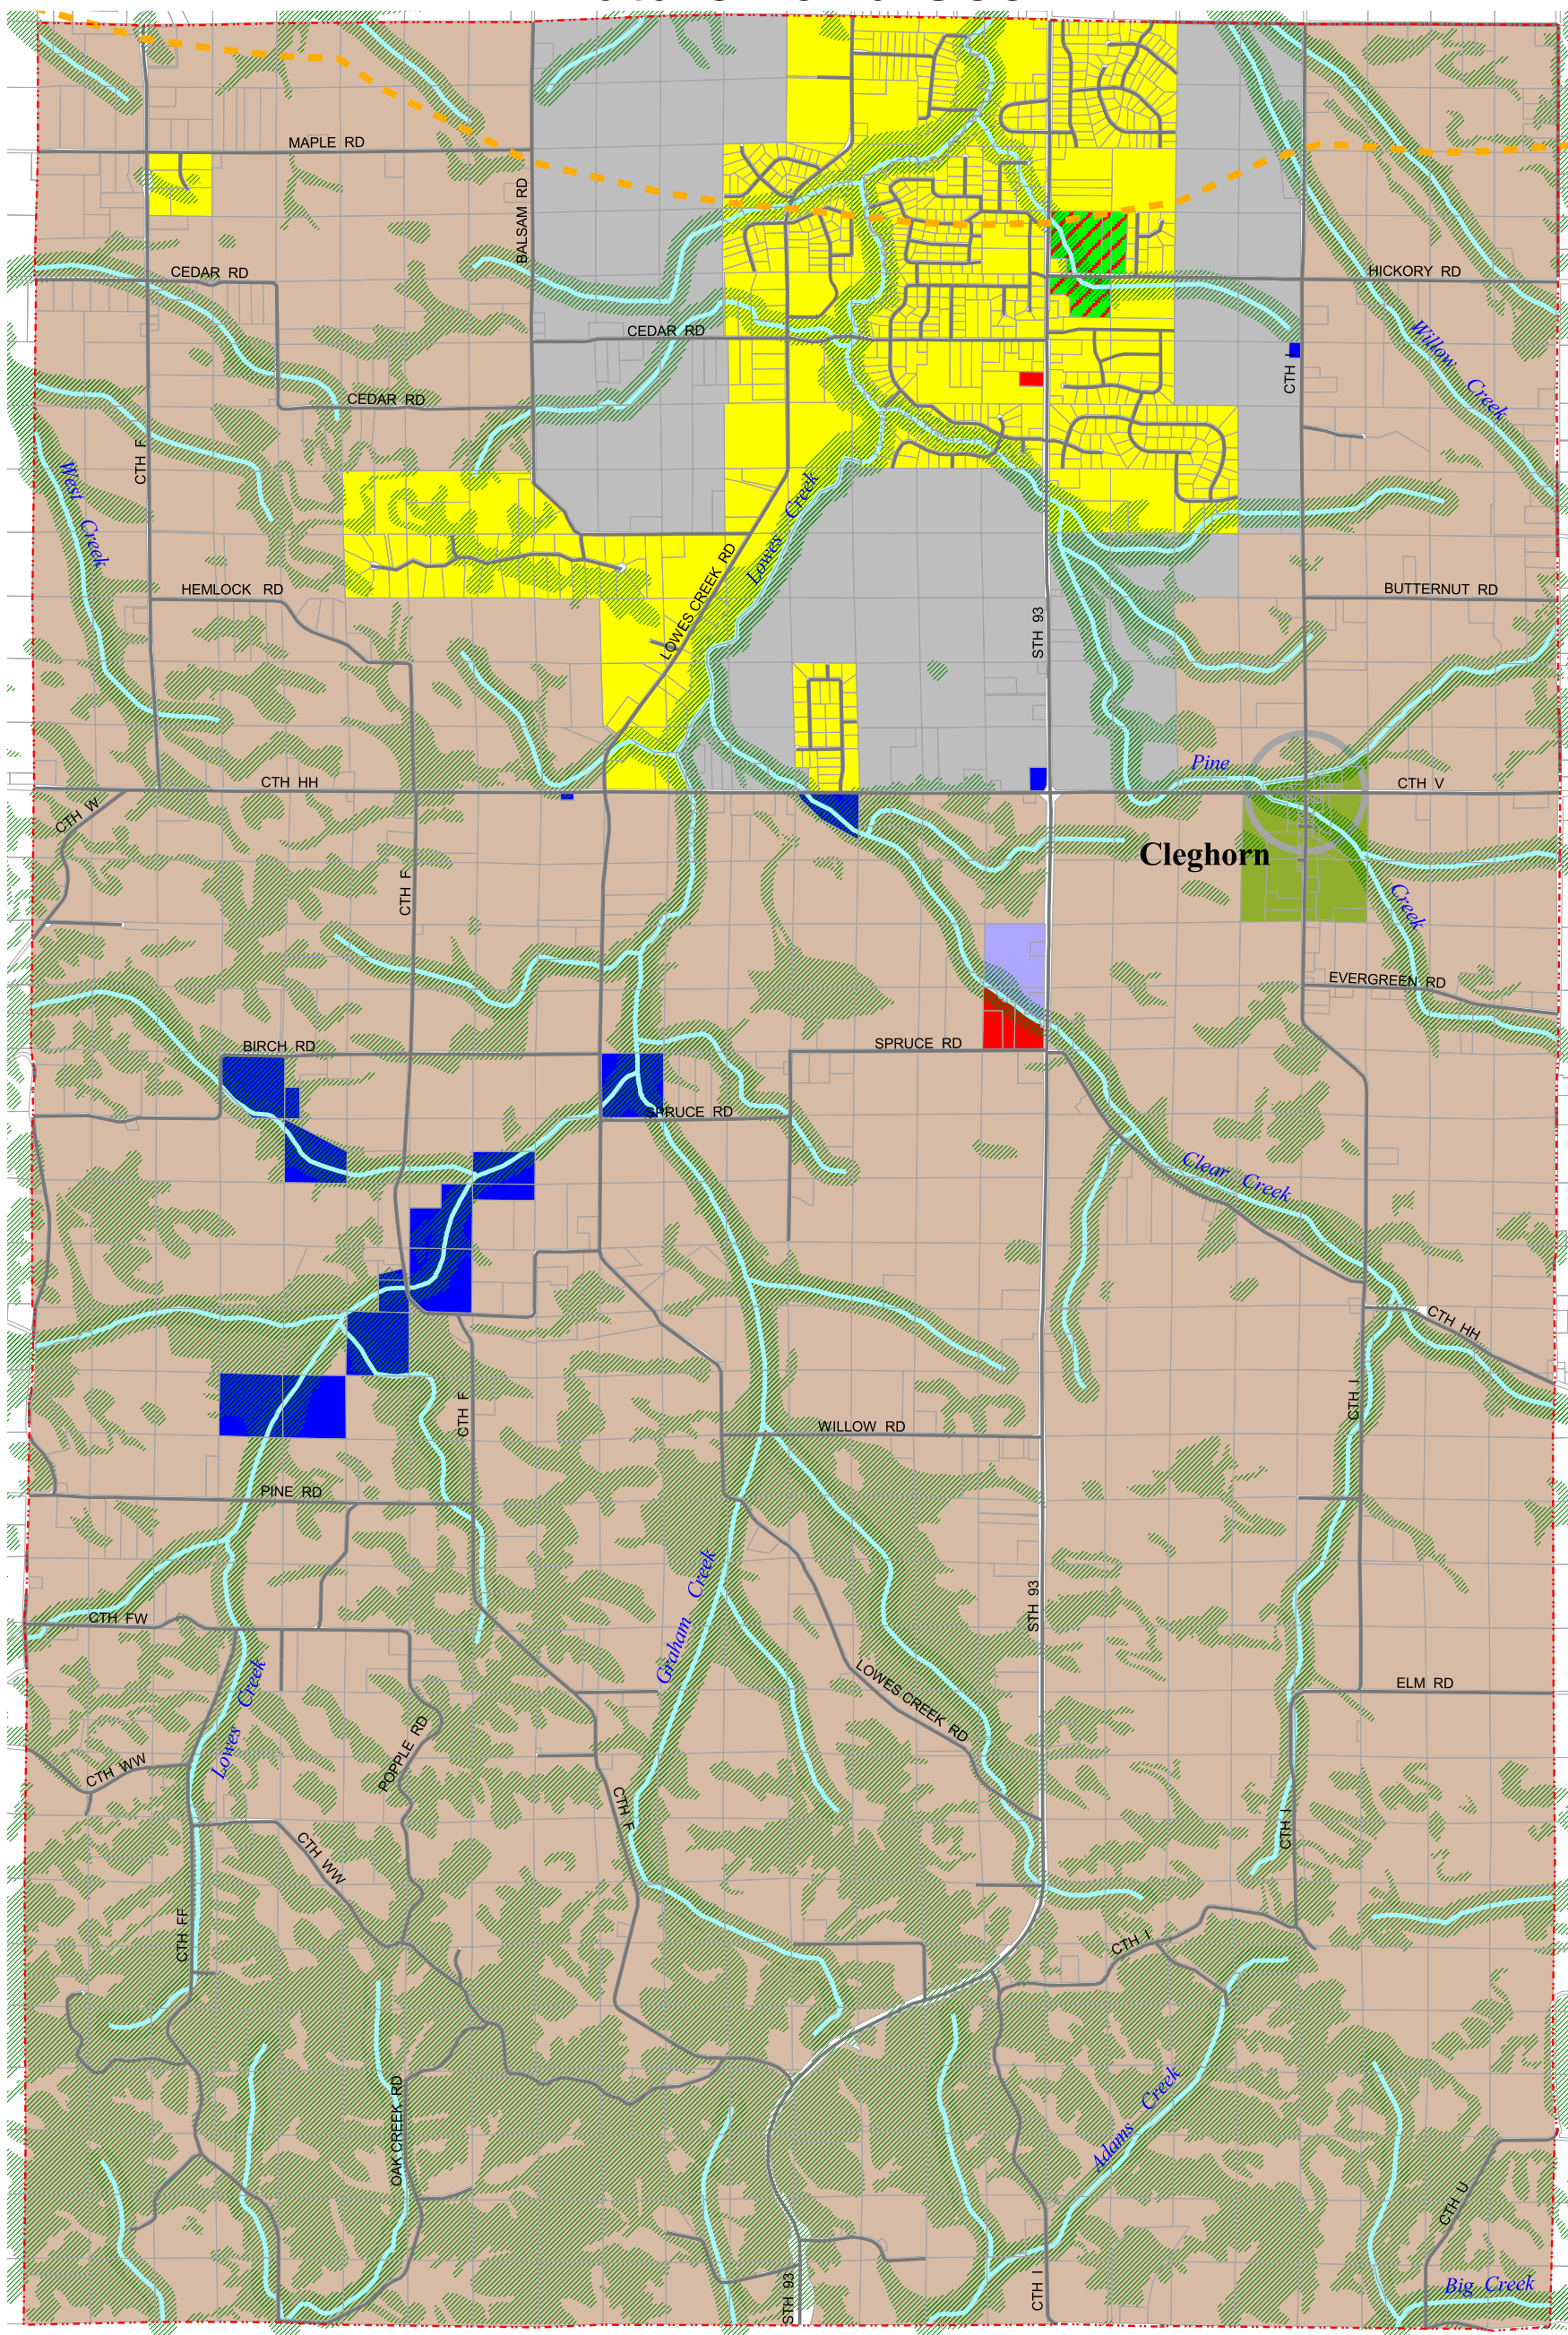 MAPLE RD
BALSAM RD
CEDAR RD
HICKORY RD
CEDAR RD
Willow Creek
CTH I
CEDAR RD
CTH F
West Creek
Lowes Creek
LOWES CREEK RD
HEMLOCK RD
BUTTERNUT RD
STH 93
Pine
CTH HH
CTH V
CTH W
Cleghorn
CTH F
Creek
EVERGREEN RD
BIRCH RD
SPRUCE RD
SPRUCE RD
Clear Creek
CTH HH
CTH I
CTH F
WILLOW RD
PINE RD
Graham Creek
STH 93
CTH FW
Lowes Creek
LOWES CREEK RD
ELM RD
POPPLE RD
CTH WW
CTH F
CTH I
CTH WW
CTH FF
CTH I
OAK CREEK RD
Adams Creek
CTH U
STH 93
CTH I
Big Creek